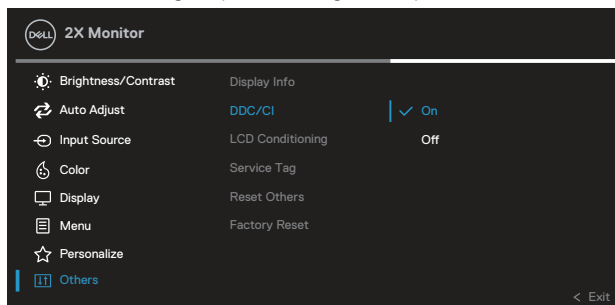 DELL 2X Monitor
Brightness/Contrast Display Info
Auto Adjust DDC/CI On
Input Source LCD Conditioning Off
Color Service Tag
Display Reset Others
Menu Factory Reset
Personalize
Others
< Exit